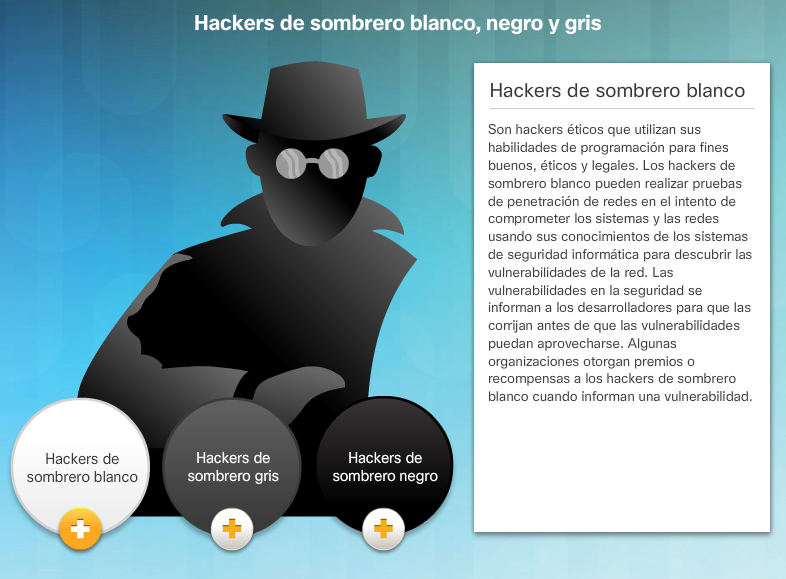 Hackers de sombrero blanco, negro y gris
Hackers de sombrero blanco
Son hackers éticos que utilizan sus
habilidades de programación para fines
buenos, éticos y legales. Los hackers de
sombrero blanco pueden realizar pruebas
de penetración de redes en el intento de
comprometer los sistemas y las redes
usando sus conocimientos de los sistemas
de seguridad informática para descubrir las
vulnerabilidades de la red. Las
vulnerabilidades en la seguridad se
informan a los desarrolladores para que las
corrijan antes de que las vulnerabilidades
puedan aprovecharse. Algunas
organizaciones otorgan premios o
recompensas a los hackers de sombrero
blanco cuando informan una vulnerabilidad.
Hackers de
sombrero blanco
Hackers de
sombrero gris
Hackers de
sombrero negro